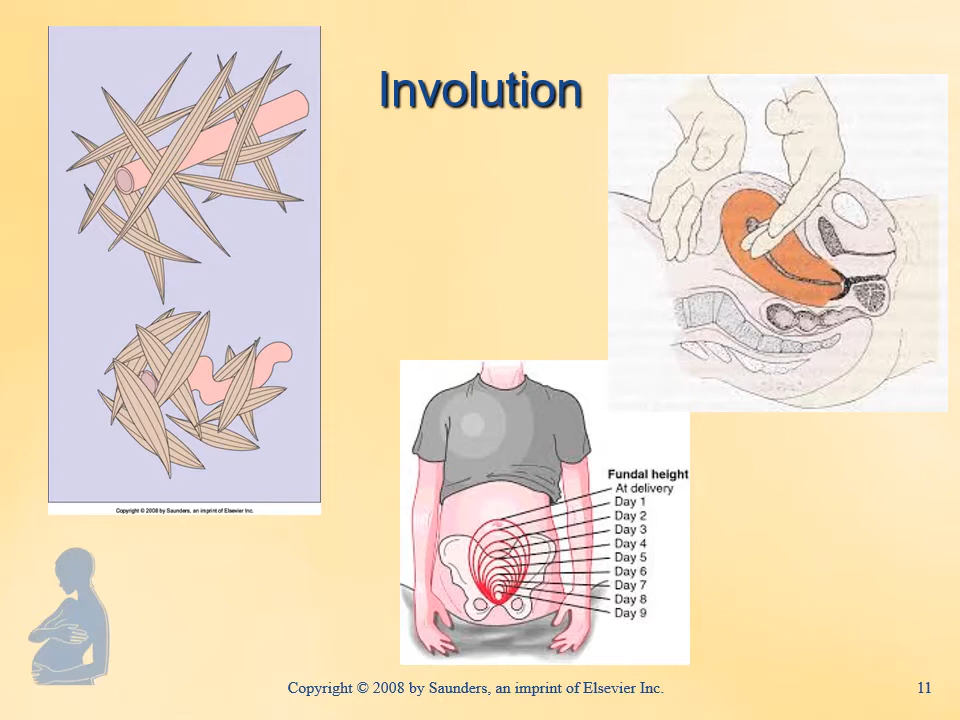 Involution
Copyright © 2008 by Saunders, an imprint of Elsevier Inc.
Fundal height
At delivery
Day 1
Day 2
Day 3
Day 4
Day 5
Day 6
Day 7
Day 8
Day 9
Copyright © 2008 by Saunders, an imprint of Elsevier Inc.
11